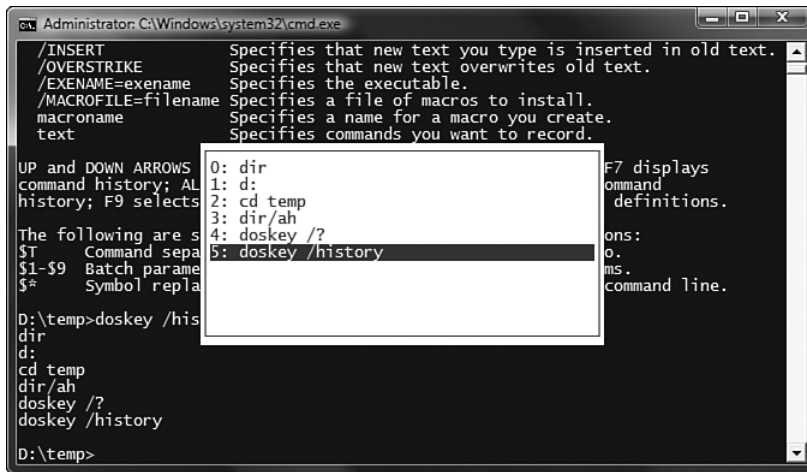 Administrator: C:\Windows\system32\cmd.exe
/INSERT Specifies that new text you type is inserted in old text.
/OVERSTRIKE Specifies that new text overwrites old text.
/EXENAME=exename Specifies the executable.
/MACROFILE=filename Specifies a file of macros to install.
macroname Specifies a name for a macro you create.
text Specifies commands you want to record.
UP and DOWN ARROWS F7 displays
command history; AL ommand
history; F9 selects definitions.
The following are s ons:
$T Command sepa o.
$1-$9 Batch parame ms.
$* Symbol repla command line.
D:\temp>doskey /his
0: dir
1: d:
2: cd temp
3: dir/ah
4: doskey /?
5: doskey /history
dir
d:
cd temp
dir/ah
doskey /?
doskey /history
D:\temp>